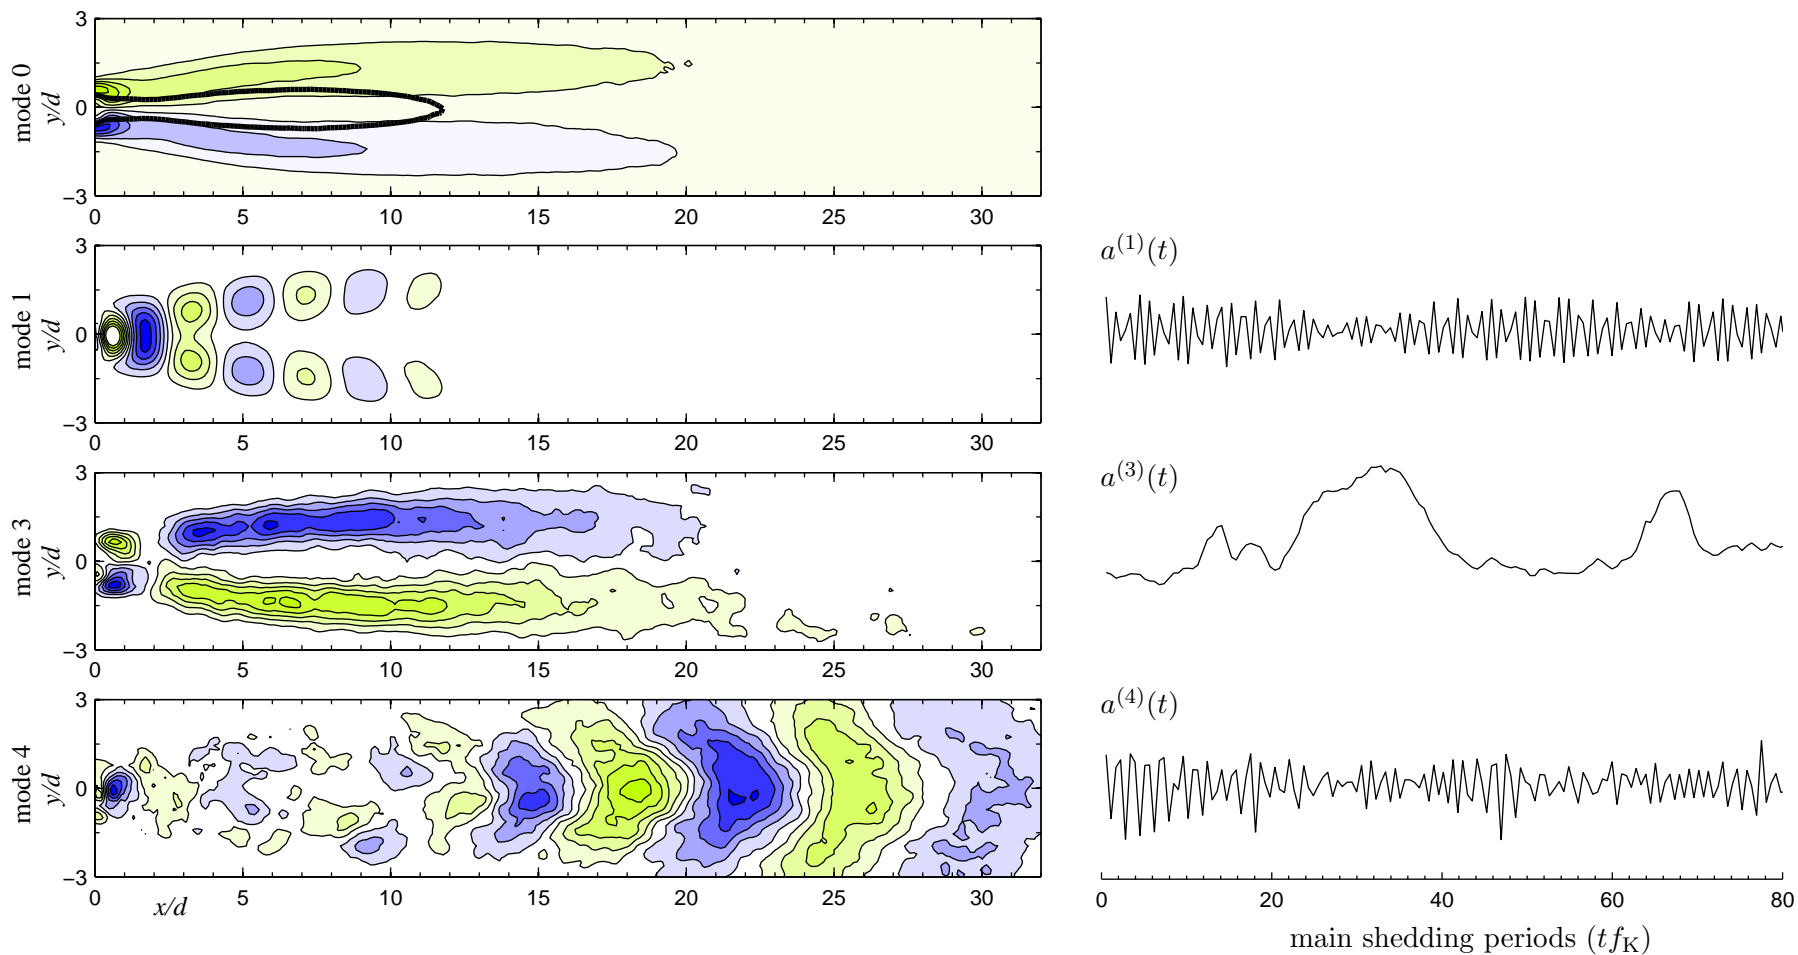 mode 0
y/d
3
0
−3
0 5 10 15 20 25 30
mode 1
y/d
3
0
−3
0 5 10 15 20 25 30
a^{(1)}(t)
mode 3
y/d
3
0
−3
0 5 10 15 20 25 30
a^{(3)}(t)
mode 4
y/d
3
0
−3
0 5 10 15 20 25 30
x/d
a^{(4)}(t)
0 20 40 60 80
main shedding periods (tf_K)